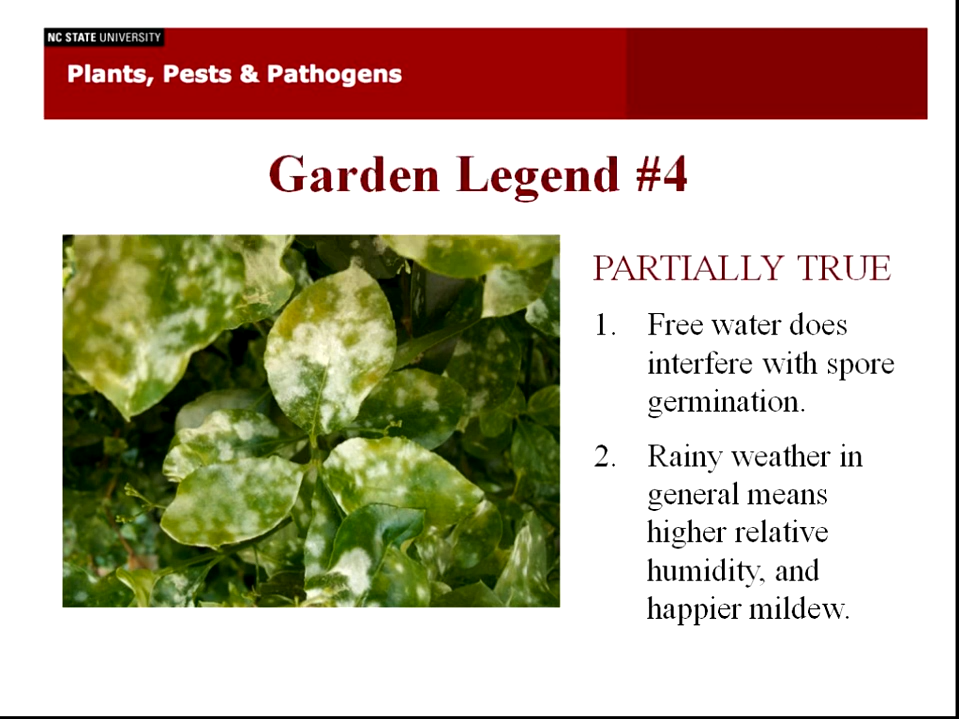 NC STATE UNIVERSITY
Plants, Pests & Pathogens
Garden Legend #4
PARTIALLY TRUE
1. Free water does
interfere with spore
germination.
2. Rainy weather in
general means
higher relative
humidity, and
happier mildew.